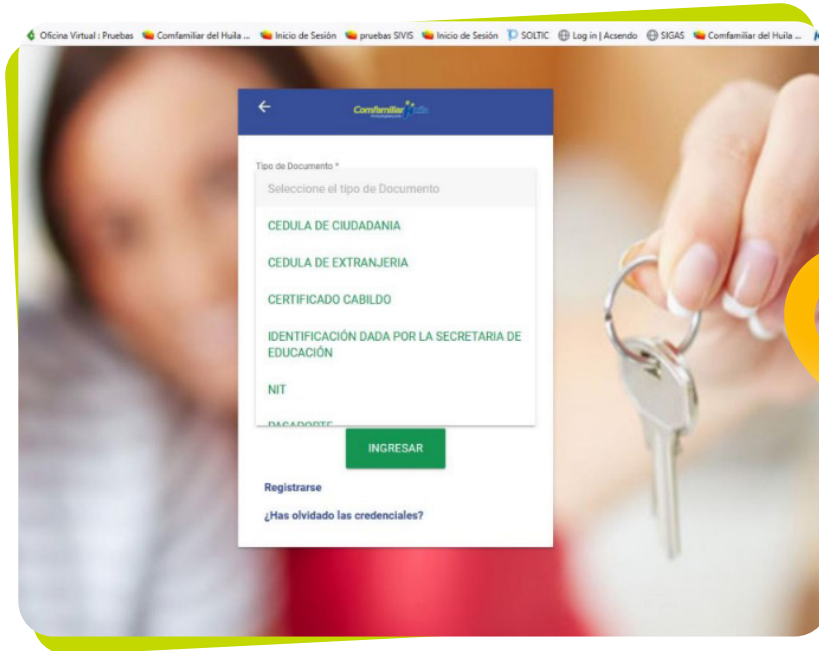 Oficina Virtual : Pruebas Comfamiliar del Huila ... Inicio de Sesión pruebas SIVIS Inicio de Sesión SOLTIC Log in | Acsendo SIGAS Comfamiliar del Huila ...
Comfamiliar
Tipo de Documento *
Seleccione el tipo de Documento
CEDULA DE CIUDADANIA
CEDULA DE EXTRANJERIA
CERTIFICADO CABILDO
IDENTIFICACIÓN DADA POR LA SECRETARIA DE
EDUCACIÓN
NIT
PASAPORTE
INGRESAR
Registrarse
¿Has olvidado las credenciales?